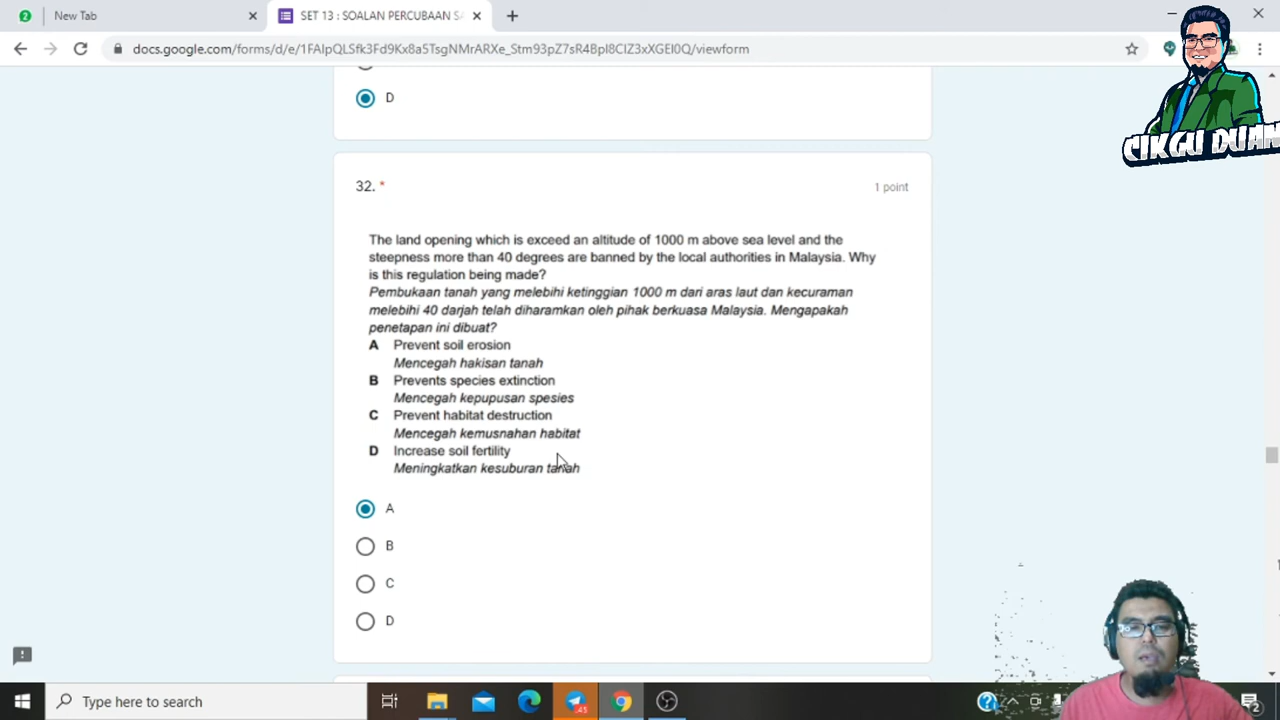 New Tab
SET 13 : SOALAN PERCUBAAN SA
docs.google.com/forms/d/e/1FAIpQLSfk3Fd9Kx8a5TsgNMrARXe_Stm93pZ7sR4BpI8CIZ3xXGEI0Q/viewform
CIKGU DUAN
D
32. *
1 point
The land opening which is exceed an altitude of 1000 m above sea level and the
steepness more than 40 degrees are banned by the local authorities in Malaysia. Why
is this regulation being made?
Pembukaan tanah yang melebihi ketinggian 1000 m dari aras laut dan kecuraman
melebihi 40 darjah telah diharamkan oleh pihak berkuasa Malaysia. Mengapakah
penetapan ini dibuat?
A Prevent soil erosion
Mencegah hakisan tanah
B Prevents species extinction
Mencegah kepupusan spesies
C Prevent habitat destruction
Mencegah kemusnahan habitat
D Increase soil fertility
Meningkatkan kesuburan tanah
A
B
C
D
Type here to search